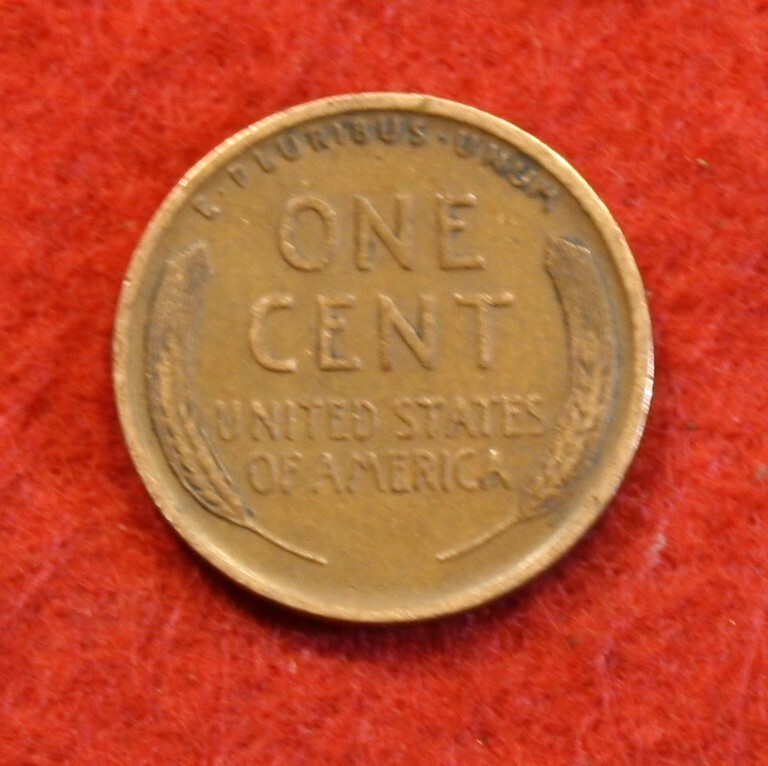 E·PLURIBUS·UNUM
ONE
CENT
UNITED STATES
OF AMERICA